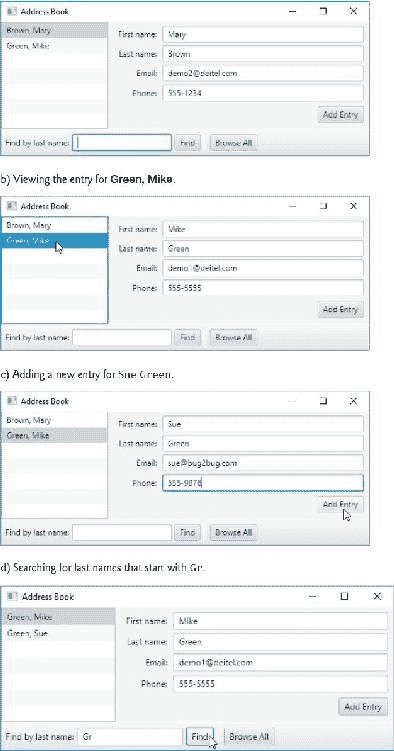 Address Book
Brown, Mary
Green, Mike
First name: Mary
Last name: Brown
Email: demo2@deitel.com
Phone: 555-1234
Add Entry
Find by last name: Find Browse All
b) Viewing the entry for Green, Mike.
Address Book
Brown, Mary
Green, Mike
First name: Mike
Last name: Green
Email: demo1@deitel.com
Phone: 555-5555
Add Entry
Find by last name: Find Browse All
c) Adding a new entry for Sue Green.
Address Book
Brown, Mary
Green, Mike
First name: Sue
Last name: Green
Email: sue@bug2bug.com
Phone: 555-9876
Add Entry
Find by last name: Find Browse All
d) Searching for last names that start with Gr.
Address Book
Green, Mike
Green, Sue
First name: Mike
Last name: Green
Email: demo1@deitel.com
Phone: 555-5555
Add Entry
Find by last name: Gr Find Browse All